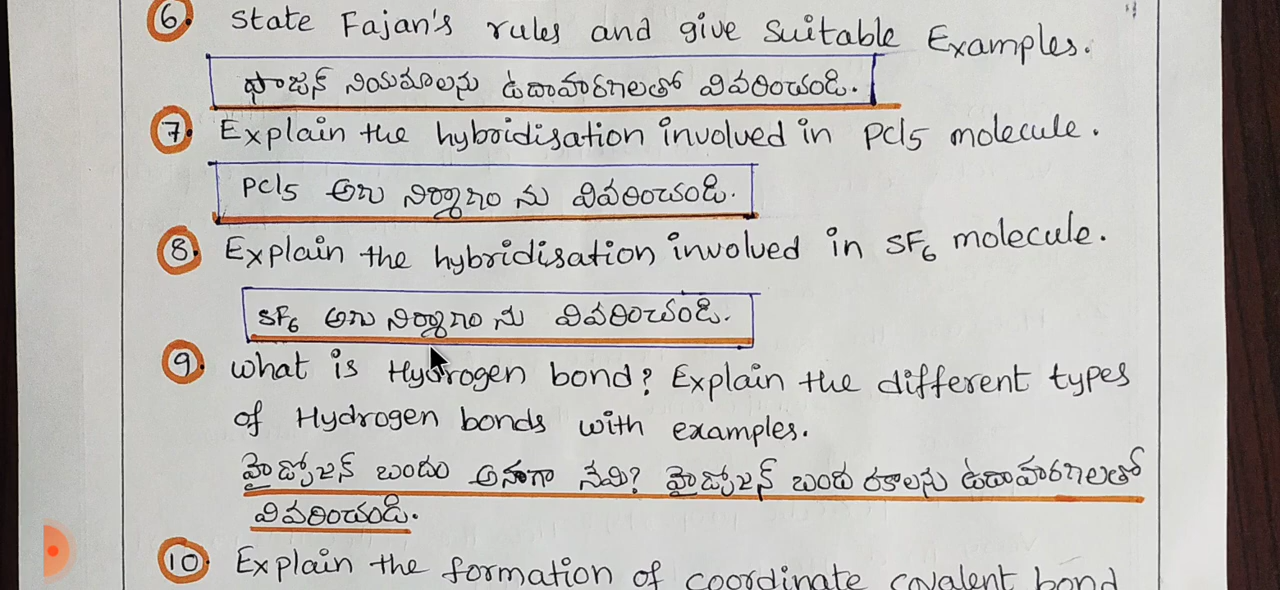 6. State Fajan's rules and give Suitable Examples.
ఫాజన్ నియమాలను ఉదాహరణలతో వివరించండి.
7. Explain the hybridisation involved in PCl5 molecule.
PCl5 అణు నిర్మాణం ను వివరించండి.
8. Explain the hybridisation involved in SF6 molecule.
SF6 అణు నిర్మాణం ను వివరించండి.
9. what is Hydrogen bond? Explain the different types
of Hydrogen bonds with examples.
హైడ్రోజన్ బందం అనగా నేమి? హైడ్రోజన్ బంద రకాలను ఉదాహరణలతో
వివరించండి.
10. Explain the formation of coordinate covalent bond